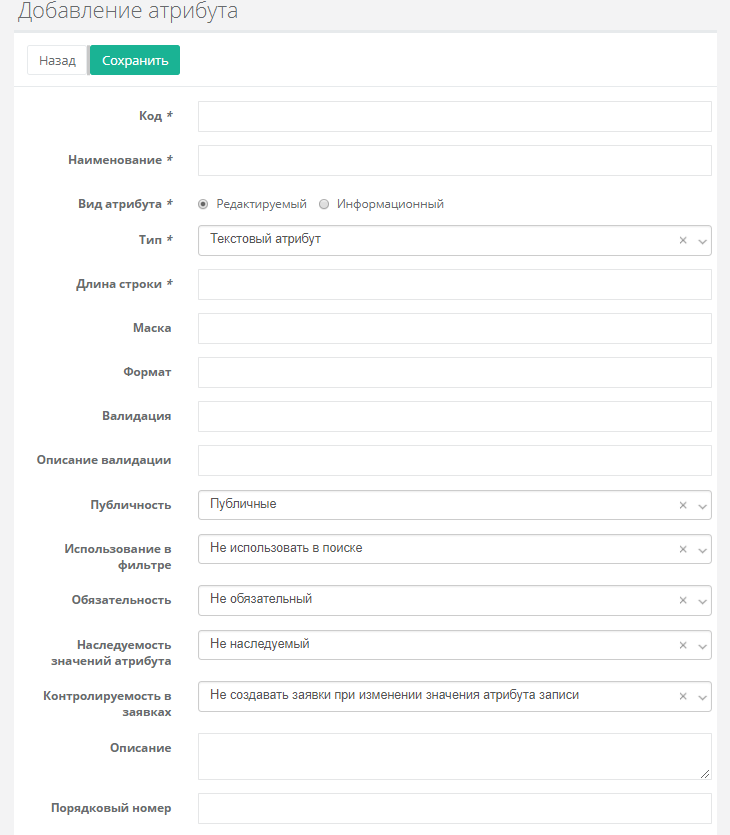 Добавление атрибута
Назад Сохранить
Код *
Наименование *
Вид атрибута * Редактируемый Информационный
Тип * Текстовый атрибут
Длина строки *
Маска
Формат
Валидация
Описание валидации
Публичность Публичные
Использование в
фильтре
Не использовать в поиске
Обязательность Не обязательный
Наследуемость
значений атрибута
Не наследуемый
Контролируемость в
заявках
Не создавать заявки при изменении значения атрибута записи
Описание
Порядковый номер